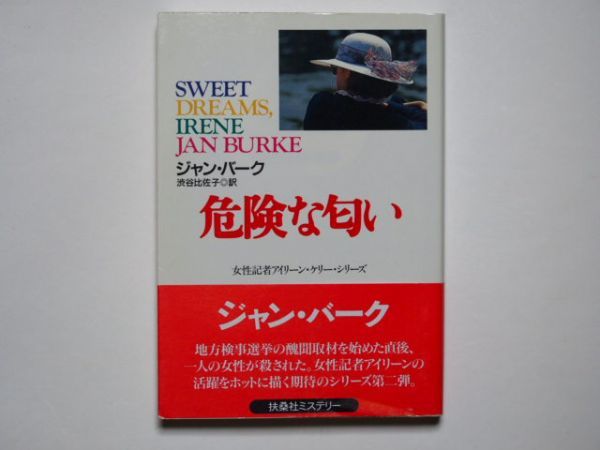 SWEET
DREAMS,
IRENE
JAN BURKE
ジャン・バーク
渋谷比佐子◎訳
危険な匂い
女性記者アイリーン・ケリー・シリーズ
ジャン・バーク
地方検事選挙の醜聞取材を始めた直後、
一人の女性が殺された。女性記者アイリーンの
活躍をホットに描く期待のシリーズ第二弾。
扶桑社ミステリー